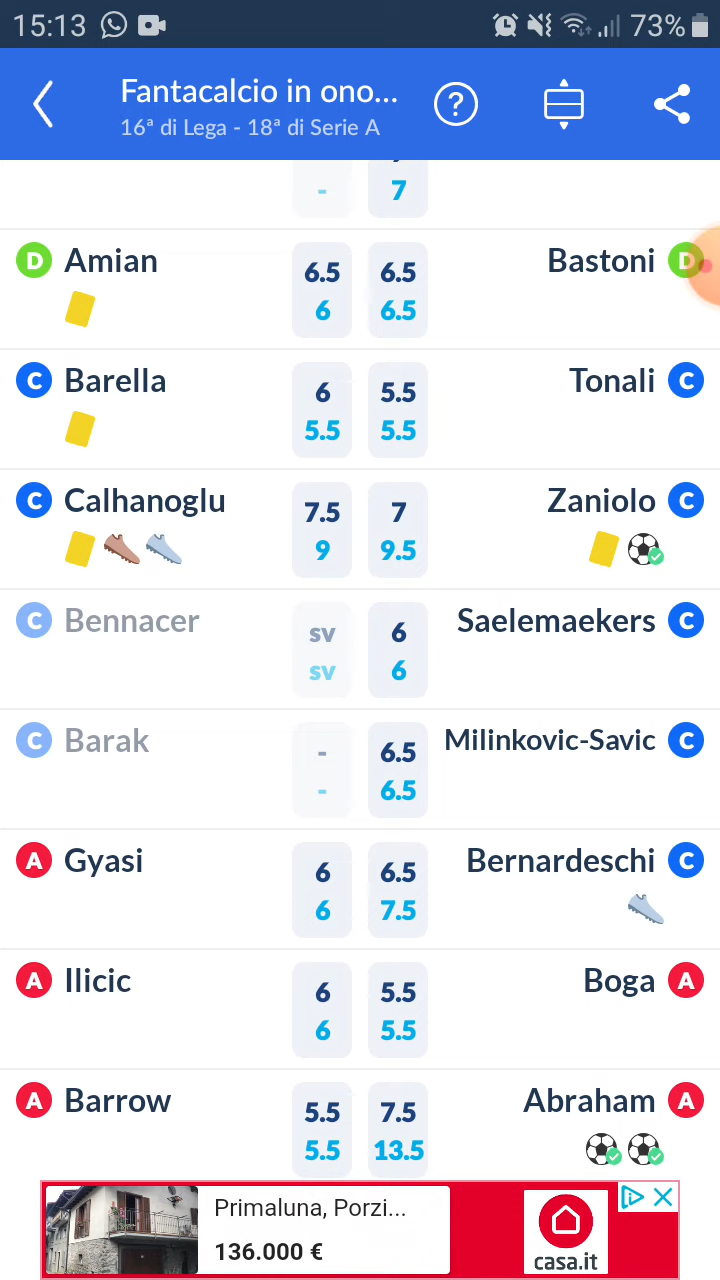 15:13 73%
Fantacalcio in ono... ?
16ª di Lega - 18ª di Serie A
- 7
D Amian 6.5 6.5 Bastoni D
6 6.5
C Barella 6 5.5 Tonali C
5.5 5.5
C Calhanoglu 7.5 7 Zaniolo C
9 9.5
C Bennacer sv 6 Saelemaekers C
sv 6
C Barak - 6.5 Milinkovic-Savic C
- 6.5
A Gyasi 6 6.5 Bernardeschi C
6 7.5
A Ilicic 6 5.5 Boga A
6 5.5
A Barrow 5.5 7.5 Abraham A
5.5 13.5
Primaluna, Porzi...
136.000 €
casa.it